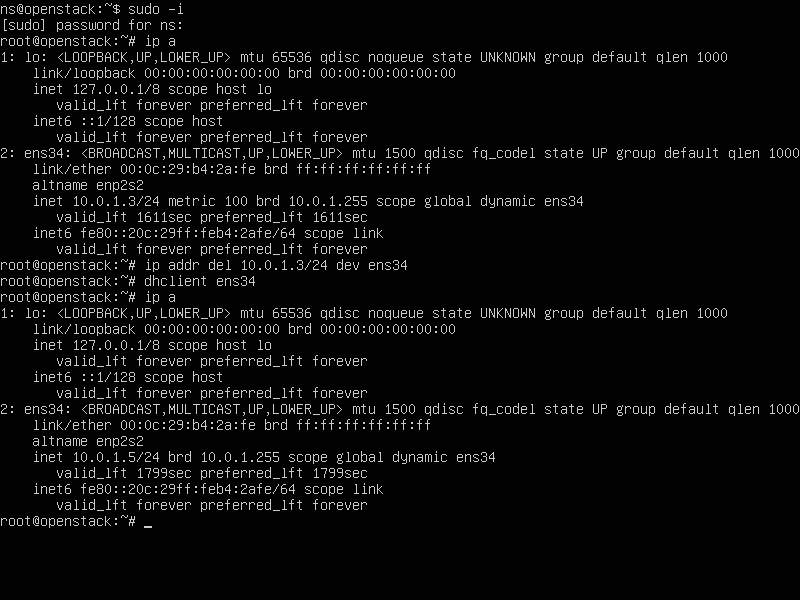 ns@openstack:~$ sudo -i
[sudo] password for ns:
root@openstack:~# ip a
1: lo: <LOOPBACK,UP,LOWER_UP> mtu 65536 qdisc noqueue state UNKNOWN group default qlen 1000
    link/loopback 00:00:00:00:00:00 brd 00:00:00:00:00:00
    inet 127.0.0.1/8 scope host lo
       valid_lft forever preferred_lft forever
    inet6 ::1/128 scope host
       valid_lft forever preferred_lft forever
2: ens34: <BROADCAST,MULTICAST,UP,LOWER_UP> mtu 1500 qdisc fq_codel state UP group default qlen 1000
    link/ether 00:0c:29:b4:2a:fe brd ff:ff:ff:ff:ff:ff
    altname enp2s2
    inet 10.0.1.3/24 metric 100 brd 10.0.1.255 scope global dynamic ens34
       valid_lft 1611sec preferred_lft 1611sec
    inet6 fe80::20c:29ff:feb4:2afe/64 scope link
       valid_lft forever preferred_lft forever
root@openstack:~# ip addr del 10.0.1.3/24 dev ens34
root@openstack:~# dhclient ens34
root@openstack:~# ip a
1: lo: <LOOPBACK,UP,LOWER_UP> mtu 65536 qdisc noqueue state UNKNOWN group default qlen 1000
    link/loopback 00:00:00:00:00:00 brd 00:00:00:00:00:00
    inet 127.0.0.1/8 scope host lo
       valid_lft forever preferred_lft forever
    inet6 ::1/128 scope host
       valid_lft forever preferred_lft forever
2: ens34: <BROADCAST,MULTICAST,UP,LOWER_UP> mtu 1500 qdisc fq_codel state UP group default qlen 1000
    link/ether 00:0c:29:b4:2a:fe brd ff:ff:ff:ff:ff:ff
    altname enp2s2
    inet 10.0.1.5/24 brd 10.0.1.255 scope global dynamic ens34
       valid_lft 1799sec preferred_lft 1799sec
    inet6 fe80::20c:29ff:feb4:2afe/64 scope link
       valid_lft forever preferred_lft forever
root@openstack:~# _